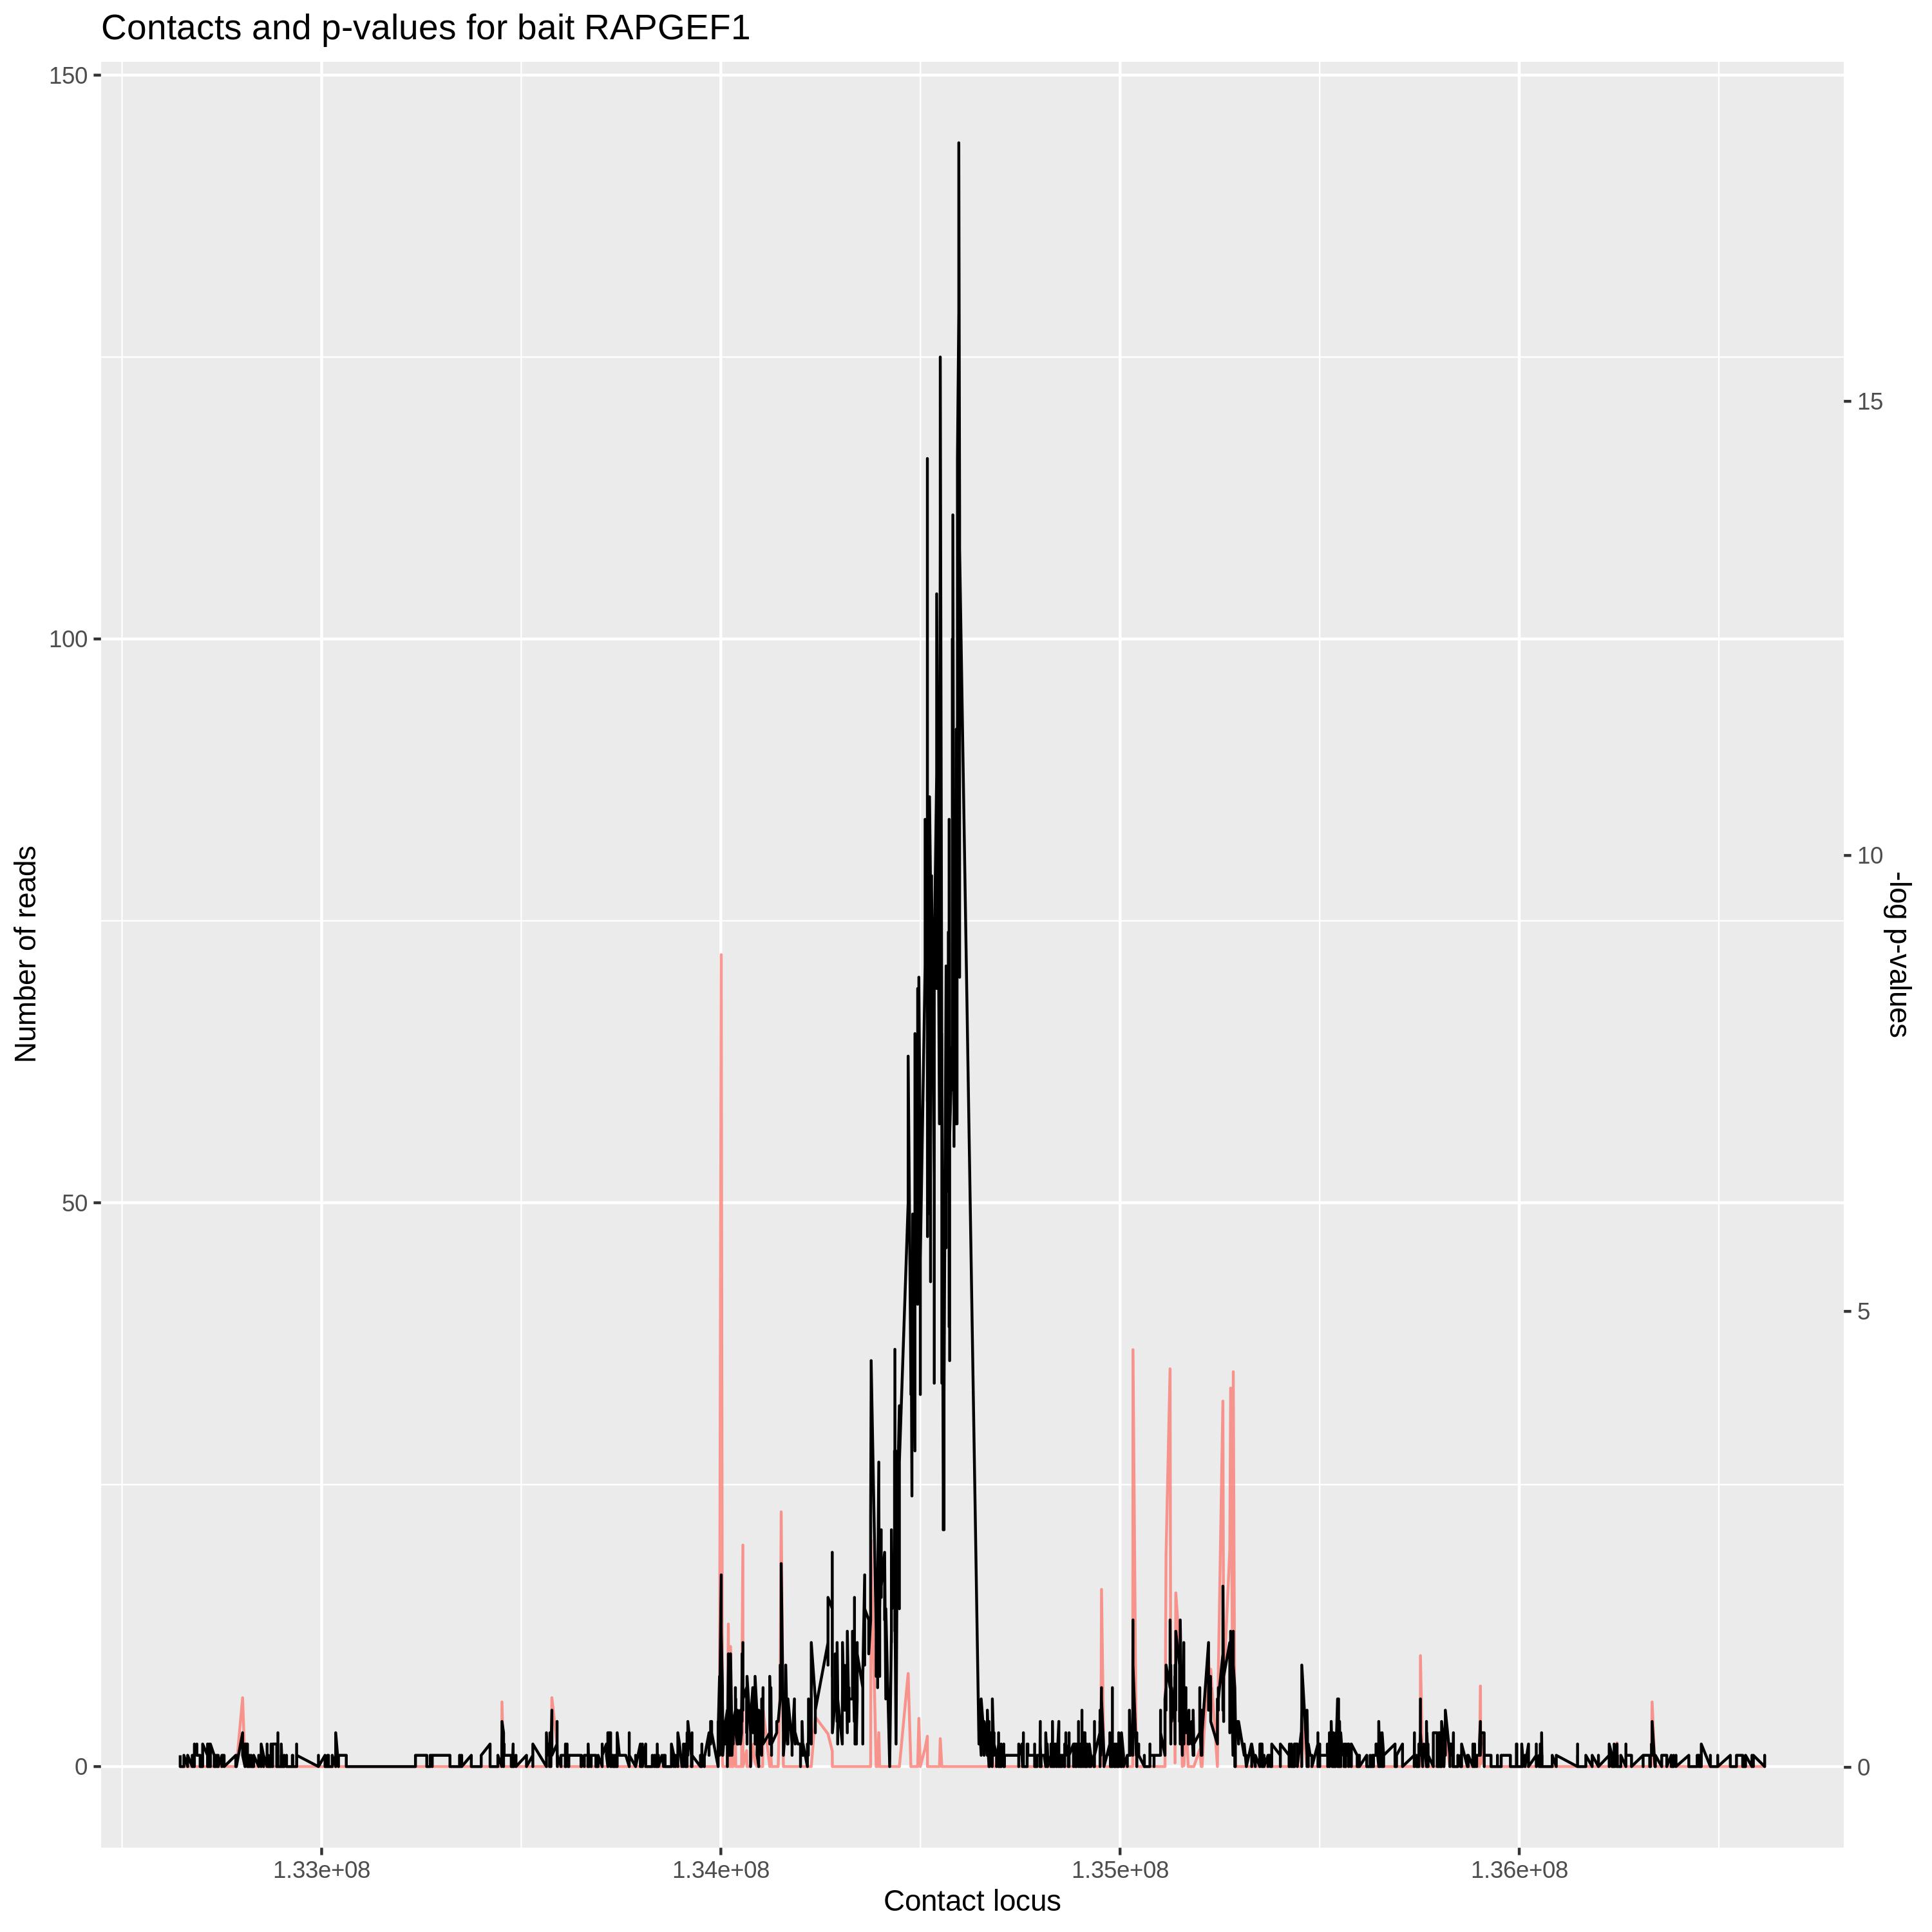 Contacts and p-values for bait RAPGEF1
150
100
50
0
Number of reads
15
10
5
0
-log p-values
1.33e+08
1.34e+08
1.35e+08
1.36e+08
Contact locus